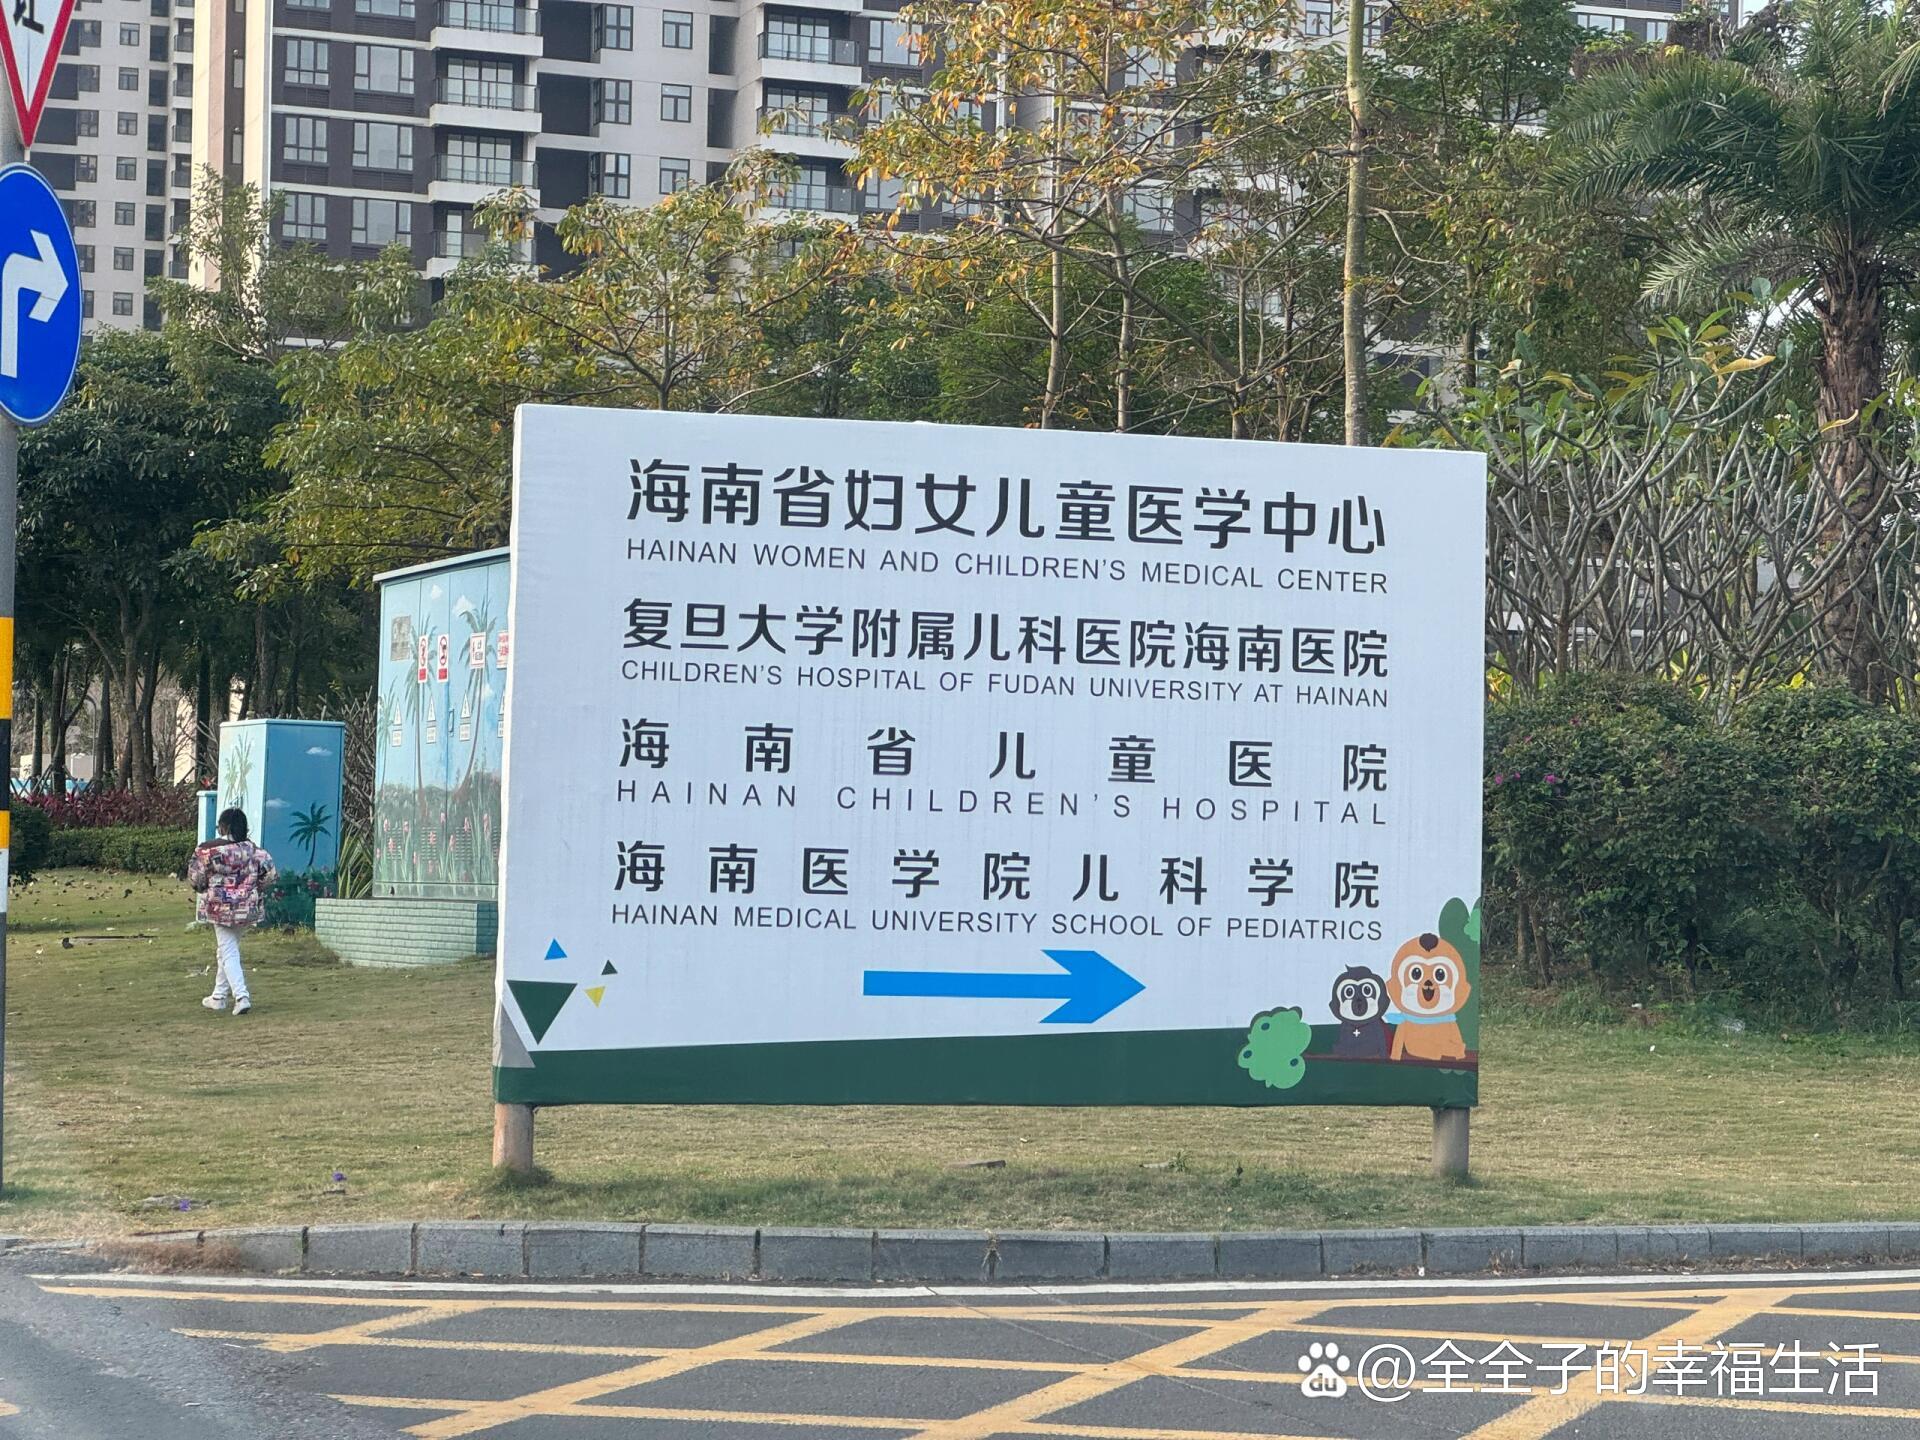 让
海南省妇女儿童医学中心
HAINAN WOMEN AND CHILDREN'S MEDICAL CENTER
复旦大学附属儿科医院海南医院
CHILDREN'S HOSPITAL OF FUDAN UNIVERSITY AT HAINAN
海南省儿童医院
HAINAN CHILDREN'S HOSPITAL
海南医学院儿科学院
HAINAN MEDICAL UNIVERSITY SCHOOL OF PEDIATRICS
du @全全子的幸福生活